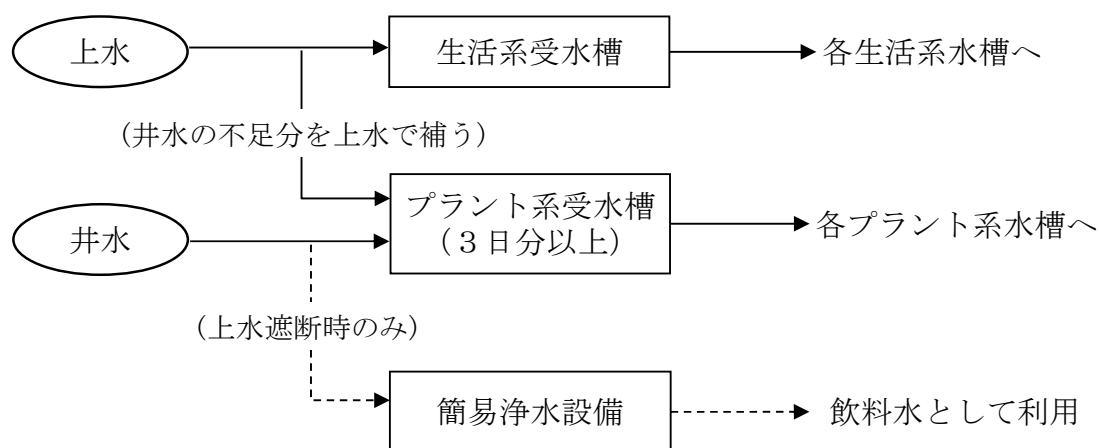 上水
生活系受水槽
各生活系水槽へ
（井水の不足分を上水で補う）
井水
プラント系受水槽
（３日分以上）
各プラント系水槽へ
（上水遮断時のみ）
簡易浄水設備
飲料水として利用